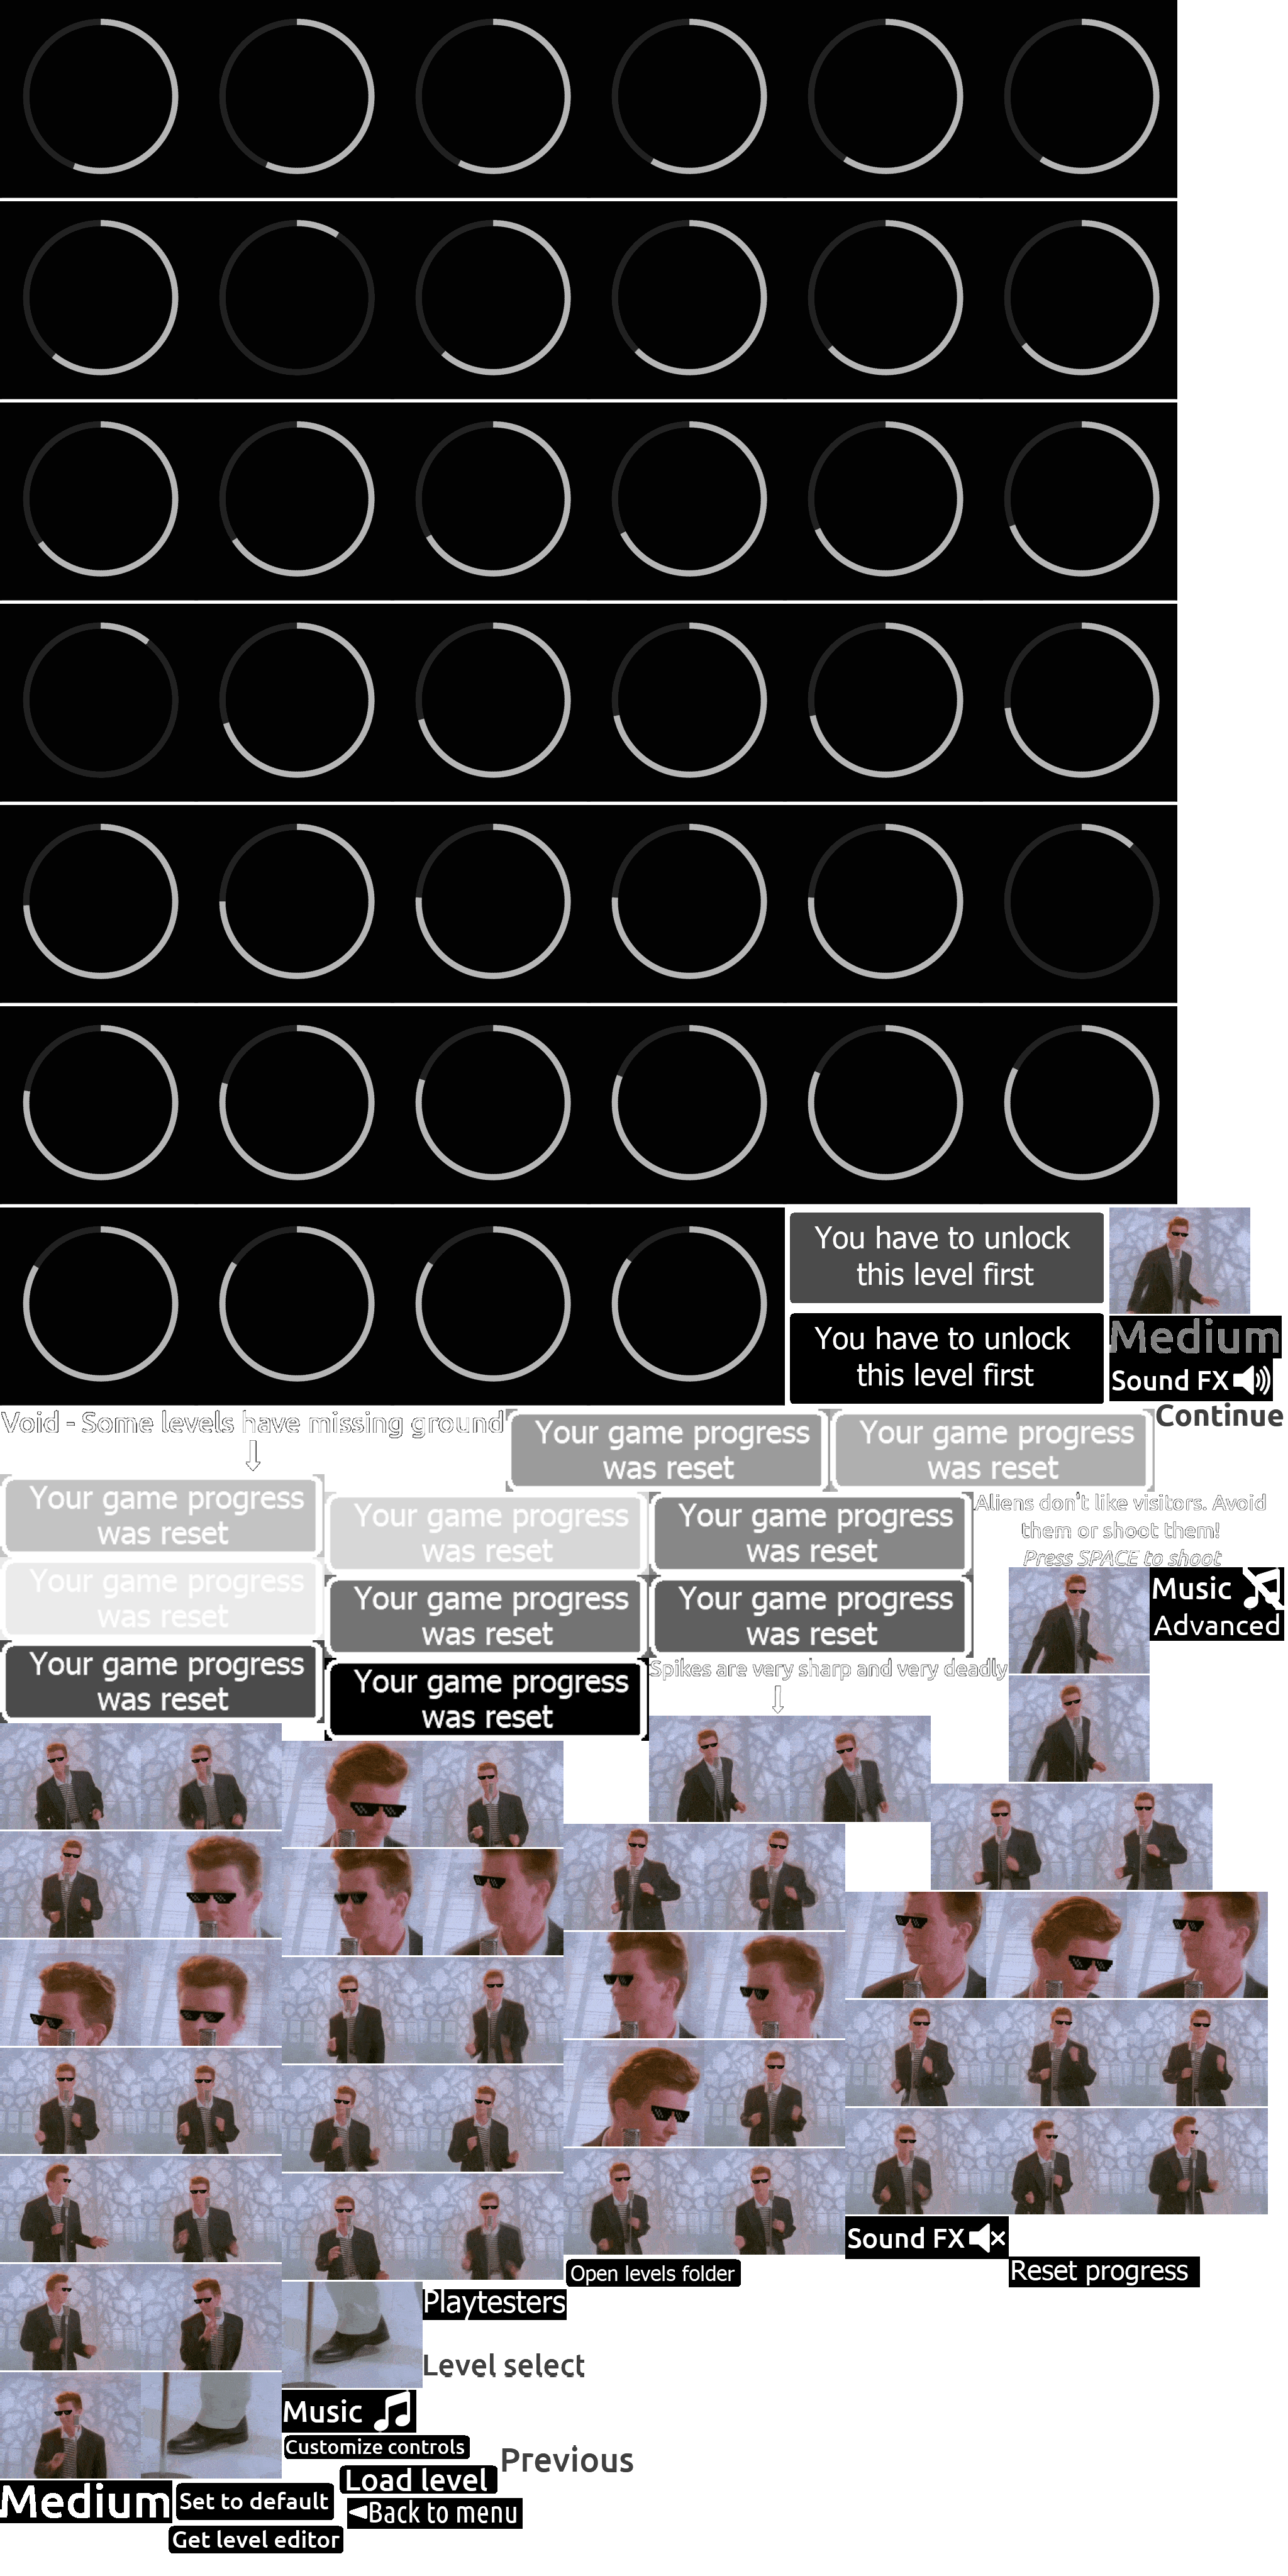 You have to unlock
this level first
Medium
You have to unlock
this level first
Sound FX
Void - Some levels have missing ground
Continue
Your game progress
was reset
Your game progress
was reset
Your game progress
was reset
Your game progress
was reset
Your game progress
was reset
Aliens don't like visitors. Avoid
them or shoot them!
Press SPACE to shoot
Your game progress
was reset
Your game progress
was reset
Your game progress
was reset
Music
Advanced
Your game progress
was reset
Your game progress
was reset
Spikes are very sharp and very deadly
Sound FX
Open levels folder
Reset progress
Playtesters
Level select
Music
Customize controls
Previous
Load level
Medium
Set to default
Back to menu
Get level editor